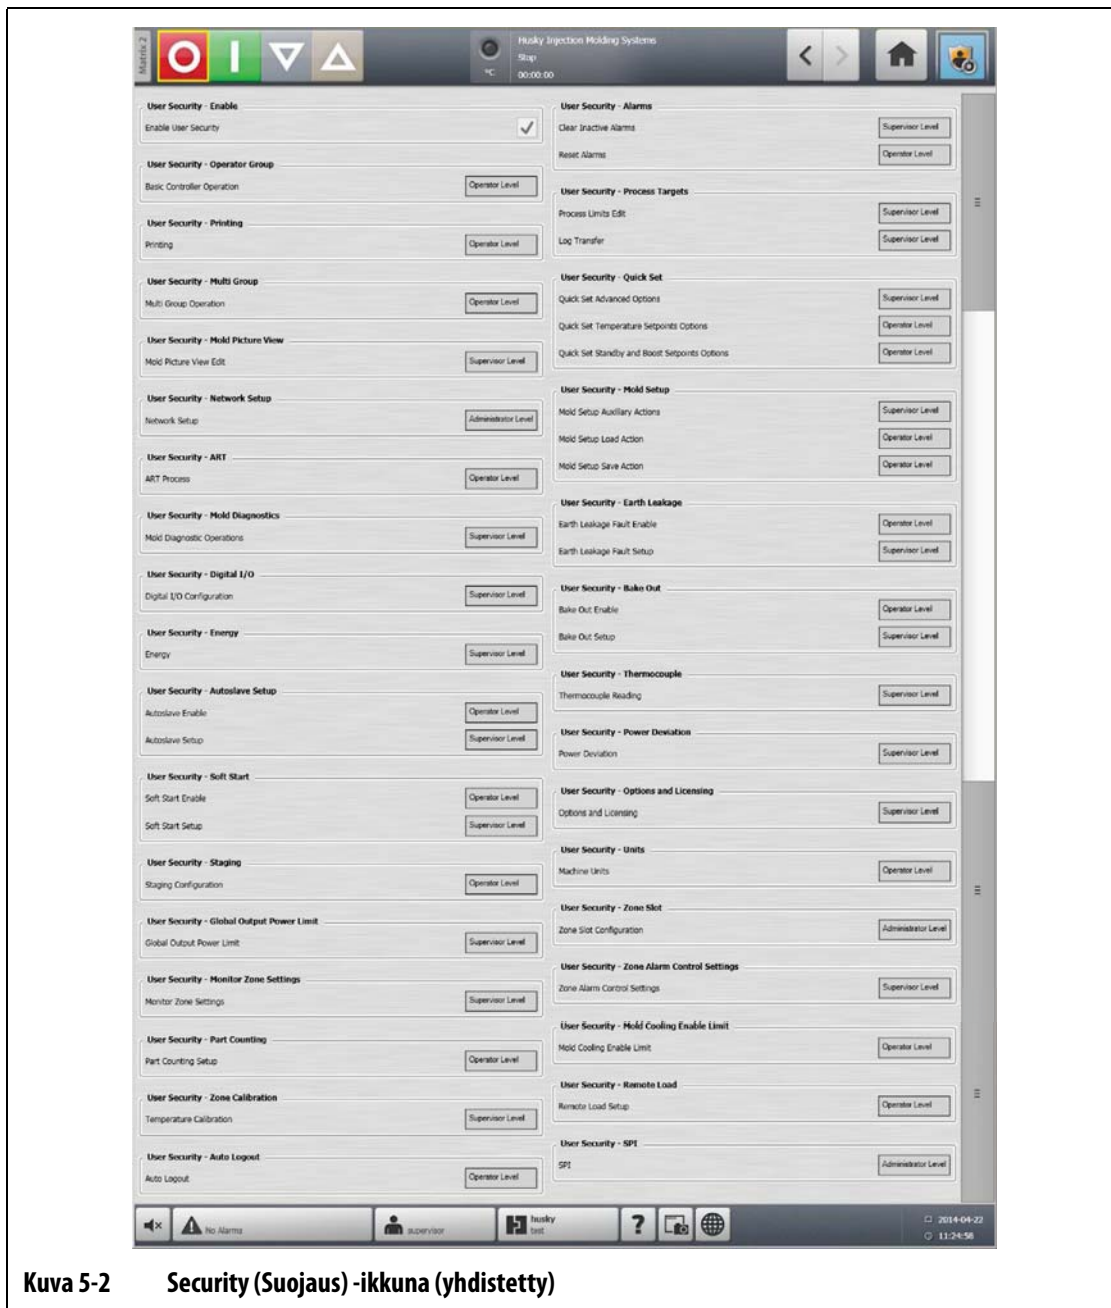 Matrix 2
Husky Injection Molding Systems
Stop
°C 00:00:00
User Security - Enable
Enable User Security
User Security - Operator Group
Basic Controller Operation Operator Level
User Security - Printing
Printing Operator Level
User Security - Multi Group
Multi Group Operation Operator Level
User Security - Mold Picture View
Mold Picture View Edit Supervisor Level
User Security - Network Setup
Network Setup Administrator Level
User Security - ART
ART Process Operator Level
User Security - Mold Diagnostics
Mold Diagnostic Operations Supervisor Level
User Security - Digital I/O
Digital I/O Configuration Supervisor Level
User Security - Energy
Energy Supervisor Level
User Security - Autoslave Setup
Autoslave Enable Operator Level
Autoslave Setup Supervisor Level
User Security - Soft Start
Soft Start Enable Operator Level
Soft Start Setup Supervisor Level
User Security - Staging
Staging Configuration Operator Level
User Security - Global Output Power Limit
Global Output Power Limit Supervisor Level
User Security - Monitor Zone Settings
Monitor Zone Settings Supervisor Level
User Security - Part Counting
Part Counting Setup Operator Level
User Security - Zone Calibration
Temperature Calibration Supervisor Level
User Security - Auto Logout
Auto Logout Operator Level
User Security - Alarms
Clear Inactive Alarms Supervisor Level
Reset Alarms Operator Level
User Security - Process Targets
Process Limits Edit Supervisor Level
Log Transfer Supervisor Level
User Security - Quick Set
Quick Set Advanced Options Supervisor Level
Quick Set Temperature Setpoints Options Operator Level
Quick Set Standby and Boost Setpoints Options Operator Level
User Security - Mold Setup
Mold Setup Auxiliary Actions Supervisor Level
Mold Setup Load Action Operator Level
Mold Setup Save Action Operator Level
User Security - Earth Leakage
Earth Leakage Fault Enable Operator Level
Earth Leakage Fault Setup Supervisor Level
User Security - Bake Out
Bake Out Enable Operator Level
Bake Out Setup Supervisor Level
User Security - Thermocouple
Thermocouple Reading Supervisor Level
User Security - Power Deviation
Power Deviation Supervisor Level
User Security - Options and Licensing
Options and Licensing Supervisor Level
User Security - Units
Machine Units Operator Level
User Security - Zone Slot
Zone Slot Configuration Administrator Level
User Security - Zone Alarm Control Settings
Zone Alarm Control Settings Supervisor Level
User Security - Mold Cooling Enable Limit
Mold Cooling Enable Limit Operator Level
User Security - Remote Load
Remote Load Setup Operator Level
User Security - SPI
SPI Administrator Level
No Alarms
supervisor
husky
test
?
2014-04-22
11:24:56
Kuva 5-2 Security (Suojaus) -ikkuna (yhdistetty)